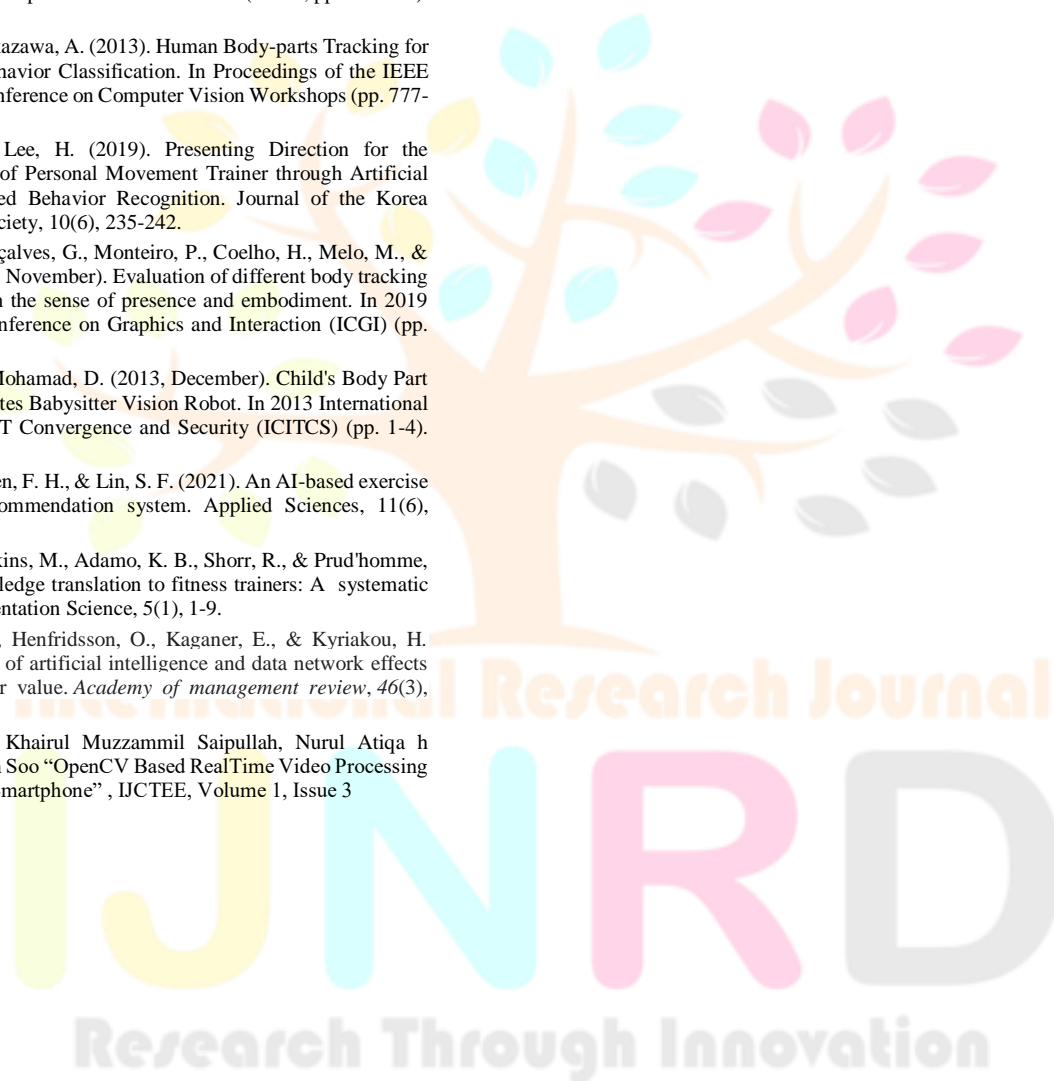 kazawa, A. (2013). Human Body-parts Tracking for
havior Classification. In Proceedings of the IEEE
nference on Computer Vision Workshops (pp. 777-
Lee, H. (2019). Presenting Direction for the
of Personal Movement Trainer through Artificial
ed Behavior Recognition. Journal of the Korea
ciety, 10(6), 235-242.
çalves, G., Monteiro, P., Coelho, H., Melo, M., &
November). Evaluation of different body tracking
n the sense of presence and embodiment. In 2019
nference on Graphics and Interaction (ICGI) (pp.
Mohamad, D. (2013, December). Child's Body Part
tes Babysitter Vision Robot. In 2013 International
T Convergence and Security (ICITCS) (pp. 1-4).
en, F. H., & Lin, S. F. (2021). An AI-based exercise
ommendation system. Applied Sciences, 11(6),
kins, M., Adamo, K. B., Shorr, R., & Prud'homme,
ledge translation to fitness trainers: A systematic
entation Science, 5(1), 1-9.
, Henfridsson, O., Kaganer, E., & Kyriakou, H.
of artificial intelligence and data network effects
r value. Academy of management review, 46(3),
International Research Journal
Khairul Muzzammil Saipullah, Nurul Atiqa h
n Soo “OpenCV Based RealTime Video Processing
martphone” , IJCTEE, Volume 1, Issue 3
IJNRD
Research Through Innovation